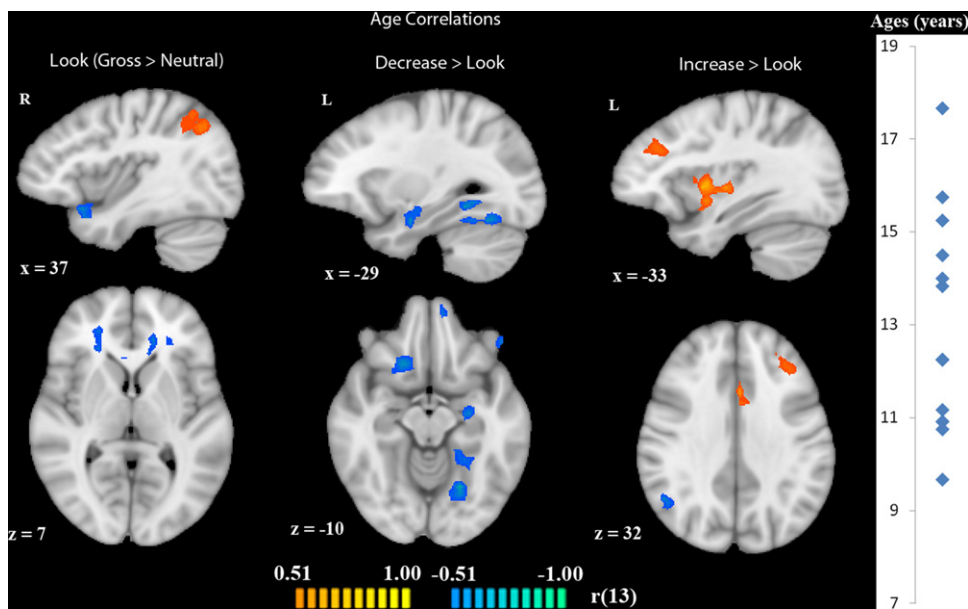 Age Correlations
Ages (years)
Look (Gross > Neutral)
Decrease > Look
Increase > Look
R
L
L
x = 37
x = -29
x = -33
z = 7
z = -10
z = 32
0.51 1.00 -0.51 -1.00 r(13)
19
17
15
13
11
9
7